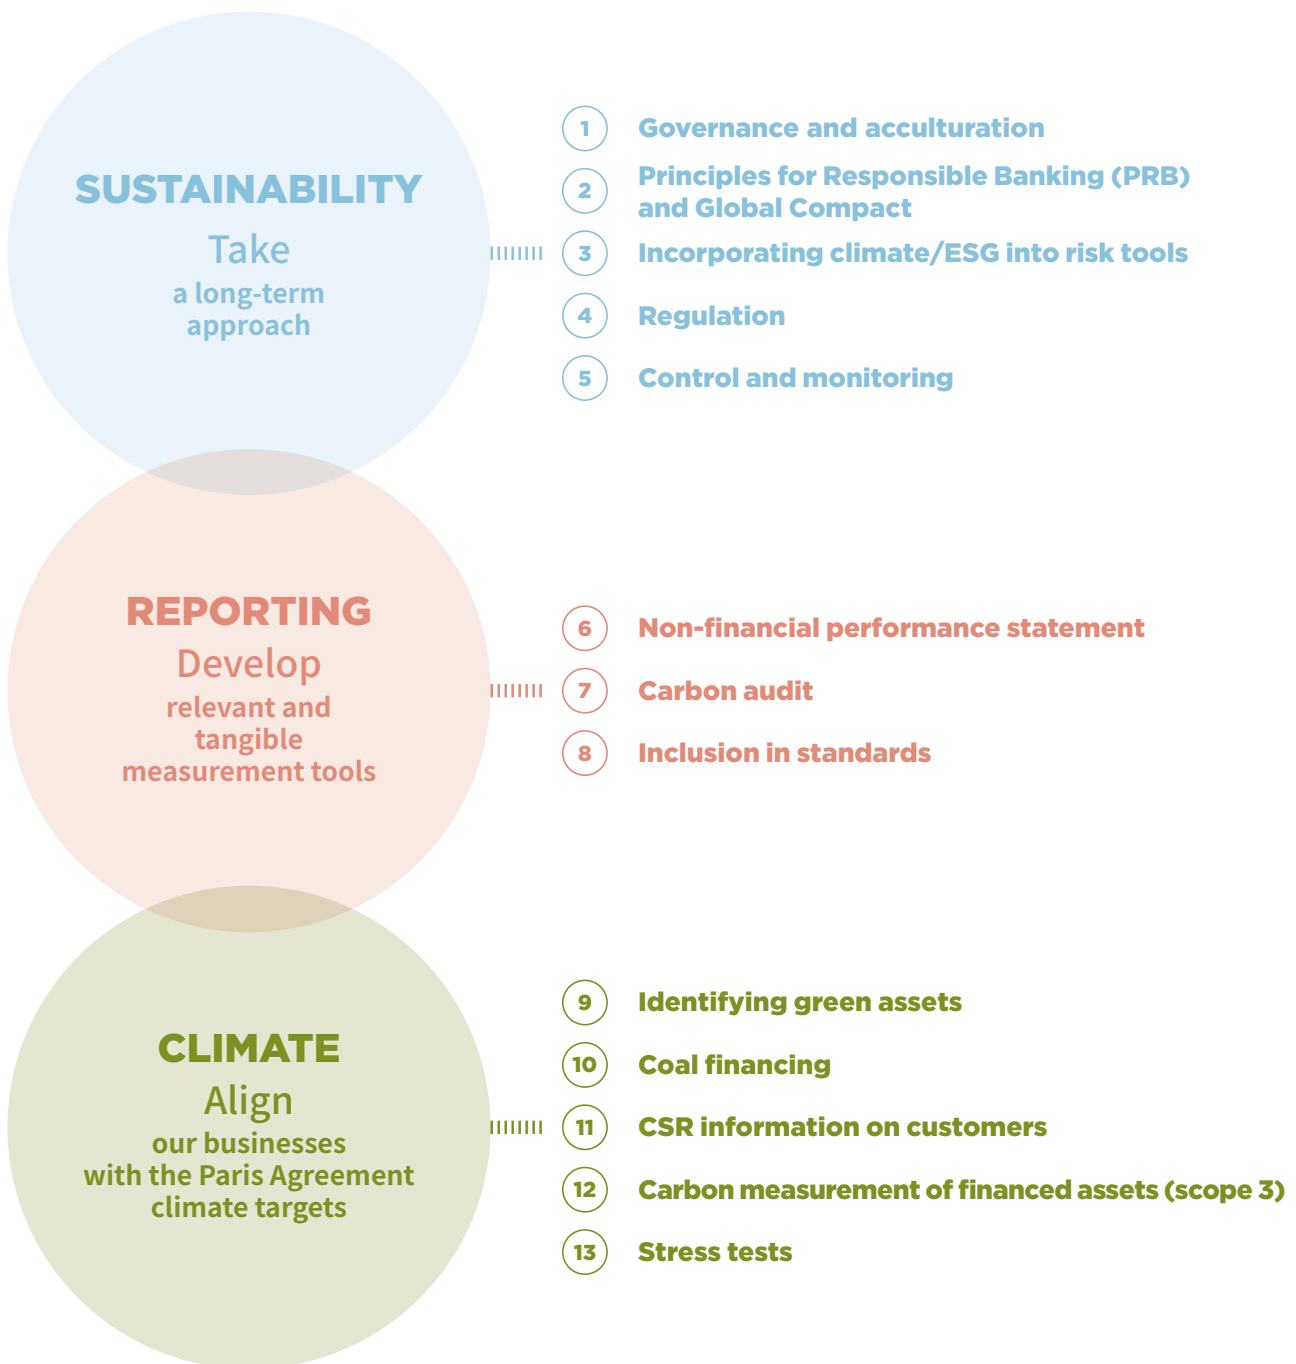 SUSTAINABILITY
Take
a long-term
approach
1 Governance and acculturation
2 Principles for Responsible Banking (PRB)
and Global Compact
3 Incorporating climate/ESG into risk tools
4 Regulation
5 Control and monitoring
REPORTING
Develop
relevant and
tangible
measurement tools
6 Non-financial performance statement
7 Carbon audit
8 Inclusion in standards
CLIMATE
Align
our businesses
with the Paris Agreement
climate targets
9 Identifying green assets
10 Coal financing
11 CSR information on customers
12 Carbon measurement of financed assets (scope 3)
13 Stress tests